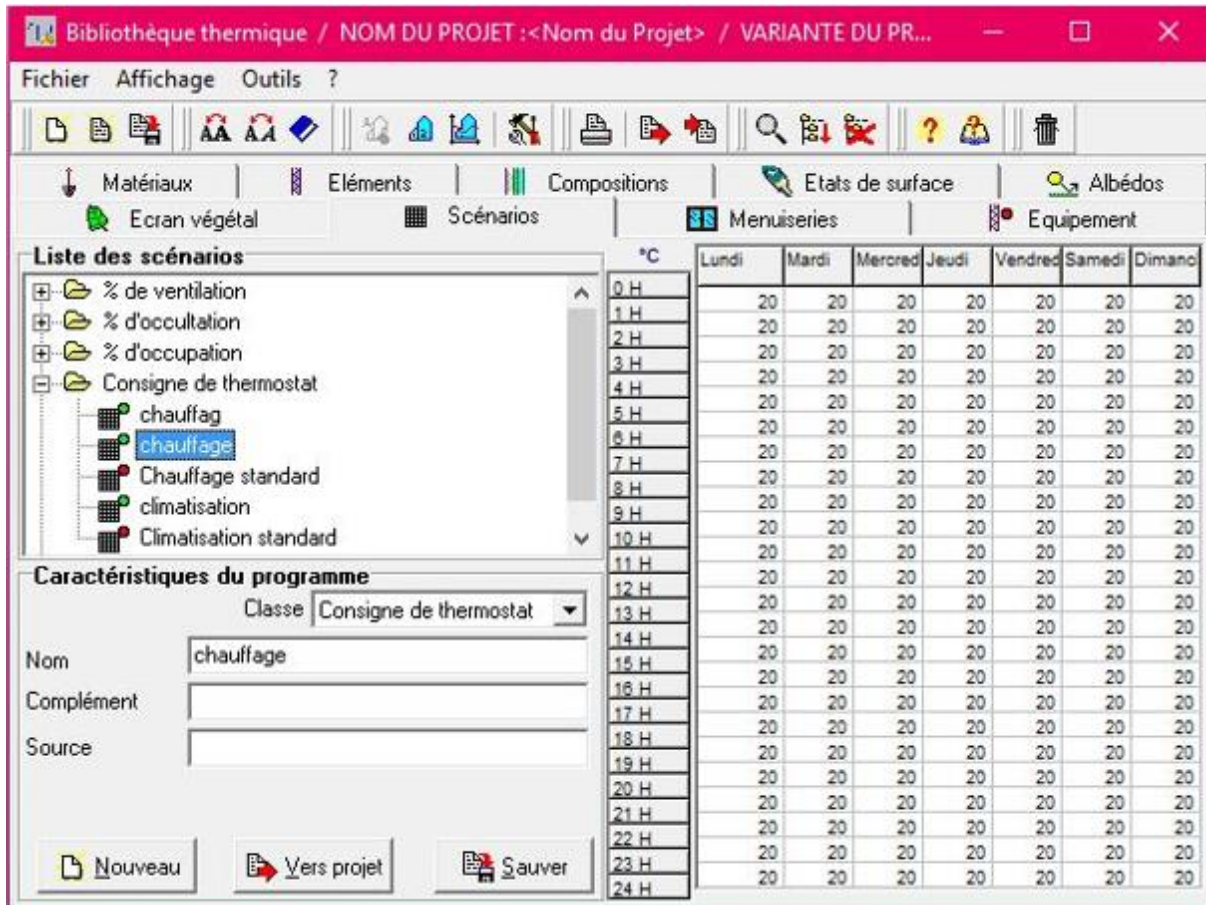 Bibliothèque thermique / NOM DU PROJET :<Nom du Projet> / VARIANTE DU PR...
Fichier Affichage Outils ?
Matériaux Eléments Compositions Etats de surface Albédos
Ecran végétal Scénarios Menuiseries Equipement
Liste des scénarios
% de ventilation
% d'occultation
% d'occupation
Consigne de thermostat
chauffag
chauffage
Chauffage standard
climatisation
Climatisation standard
Caractéristiques du programme
Classe Consigne de thermostat
Nom chauffage
Complément
Source
Nouveau Vers projet Sauver
°C Lundi Mardi Mercred Jeudi Vendred Samedi Dimanc
0 H
20 20 20 20 20 20 20
1 H
20 20 20 20 20 20 20
2 H
20 20 20 20 20 20 20
3 H
20 20 20 20 20 20 20
4 H
20 20 20 20 20 20 20
5 H
20 20 20 20 20 20 20
6 H
20 20 20 20 20 20 20
7 H
20 20 20 20 20 20 20
8 H
20 20 20 20 20 20 20
9 H
20 20 20 20 20 20 20
10 H
20 20 20 20 20 20 20
11 H
20 20 20 20 20 20 20
12 H
20 20 20 20 20 20 20
13 H
20 20 20 20 20 20 20
14 H
20 20 20 20 20 20 20
15 H
20 20 20 20 20 20 20
16 H
20 20 20 20 20 20 20
17 H
20 20 20 20 20 20 20
18 H
20 20 20 20 20 20 20
19 H
20 20 20 20 20 20 20
20 H
20 20 20 20 20 20 20
21 H
20 20 20 20 20 20 20
22 H
20 20 20 20 20 20 20
23 H
20 20 20 20 20 20 20
24 H